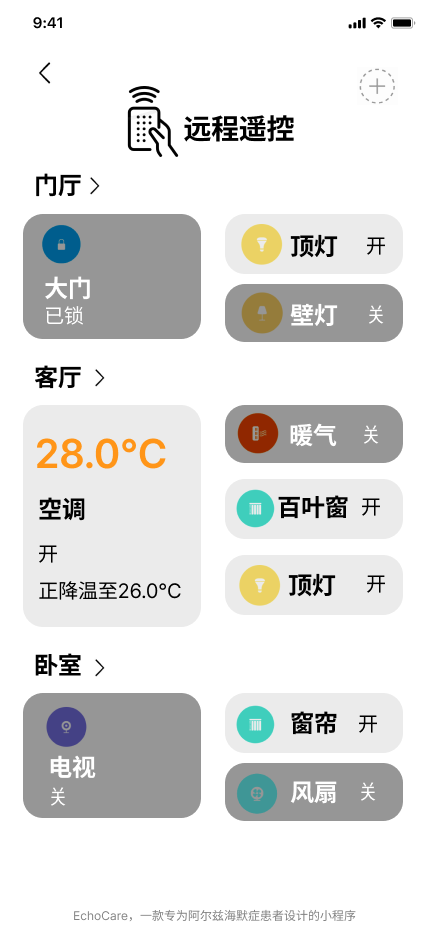 9:41
远程遥控
门厅
大门
已锁
顶灯 开
壁灯 关
客厅
28.0°C
空调
开
正降温至26.0°C
暖气 关
百叶窗 开
顶灯 开
卧室
电视
关
窗帘 开
风扇 关
EchoCare，一款专为阿尔兹海默症患者设计的小程序